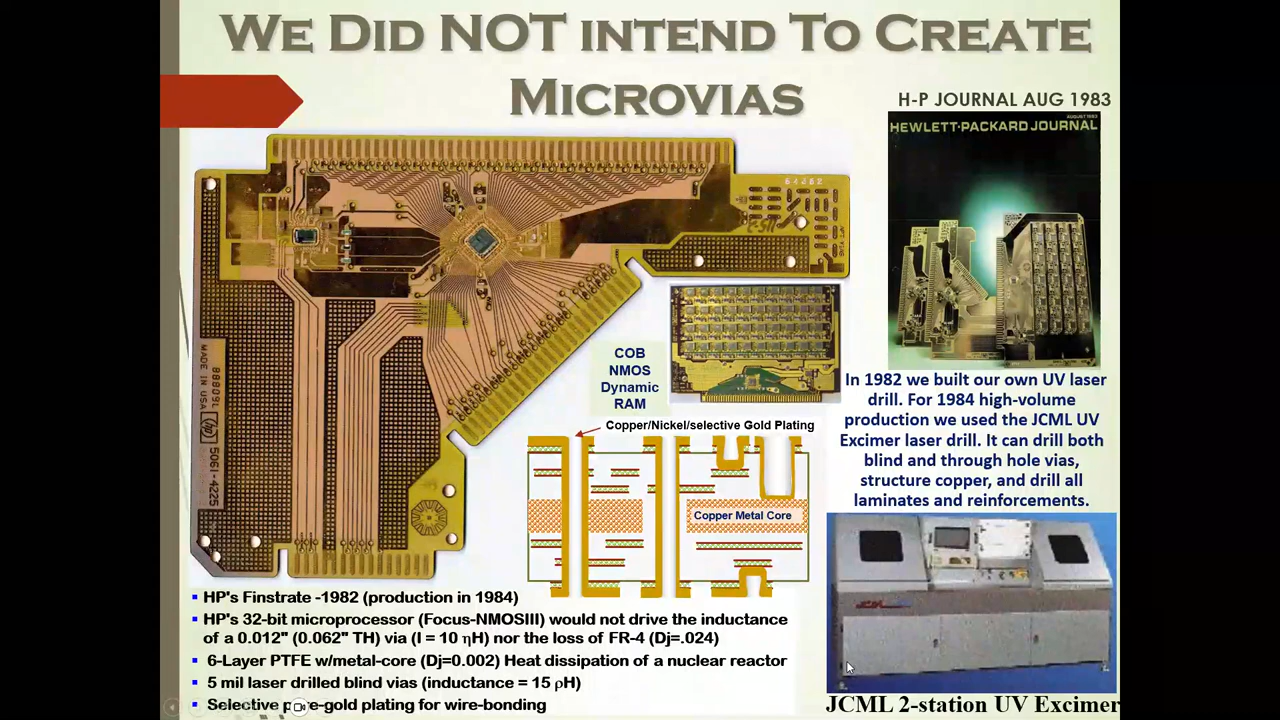 WE DID NOT INTEND TO CREATE
MICROVIAS
H-P JOURNAL AUG 1983
AUGUST 1983
HEWLETT-PACKARD JOURNAL
MADE IN USA
88809L
hp
5061-4225
COB
NMOS
Dynamic
RAM
Copper/Nickel/selective Gold Plating
Copper Metal Core
In 1982 we built our own UV laser
drill. For 1984 high-volume
production we used the JCML UV
Excimer laser drill. It can drill both
blind and through hole vias,
structure copper, and drill all
laminates and reinforcements.
▪ HP's Finstrate -1982 (production in 1984)
▪ HP's 32-bit microprocessor (Focus-NMOSIII) would not drive the inductance
of a 0.012" (0.062" TH) via (I = 10 ηH) nor the loss of FR-4 (Dj=.024)
▪ 6-Layer PTFE w/metal-core (Dj=0.002) Heat dissipation of a nuclear reactor
▪ 5 mil laser drilled blind vias (inductance = 15 ρH)
▪ Selective pure-gold plating for wire-bonding
JCML 2-station UV Excimer